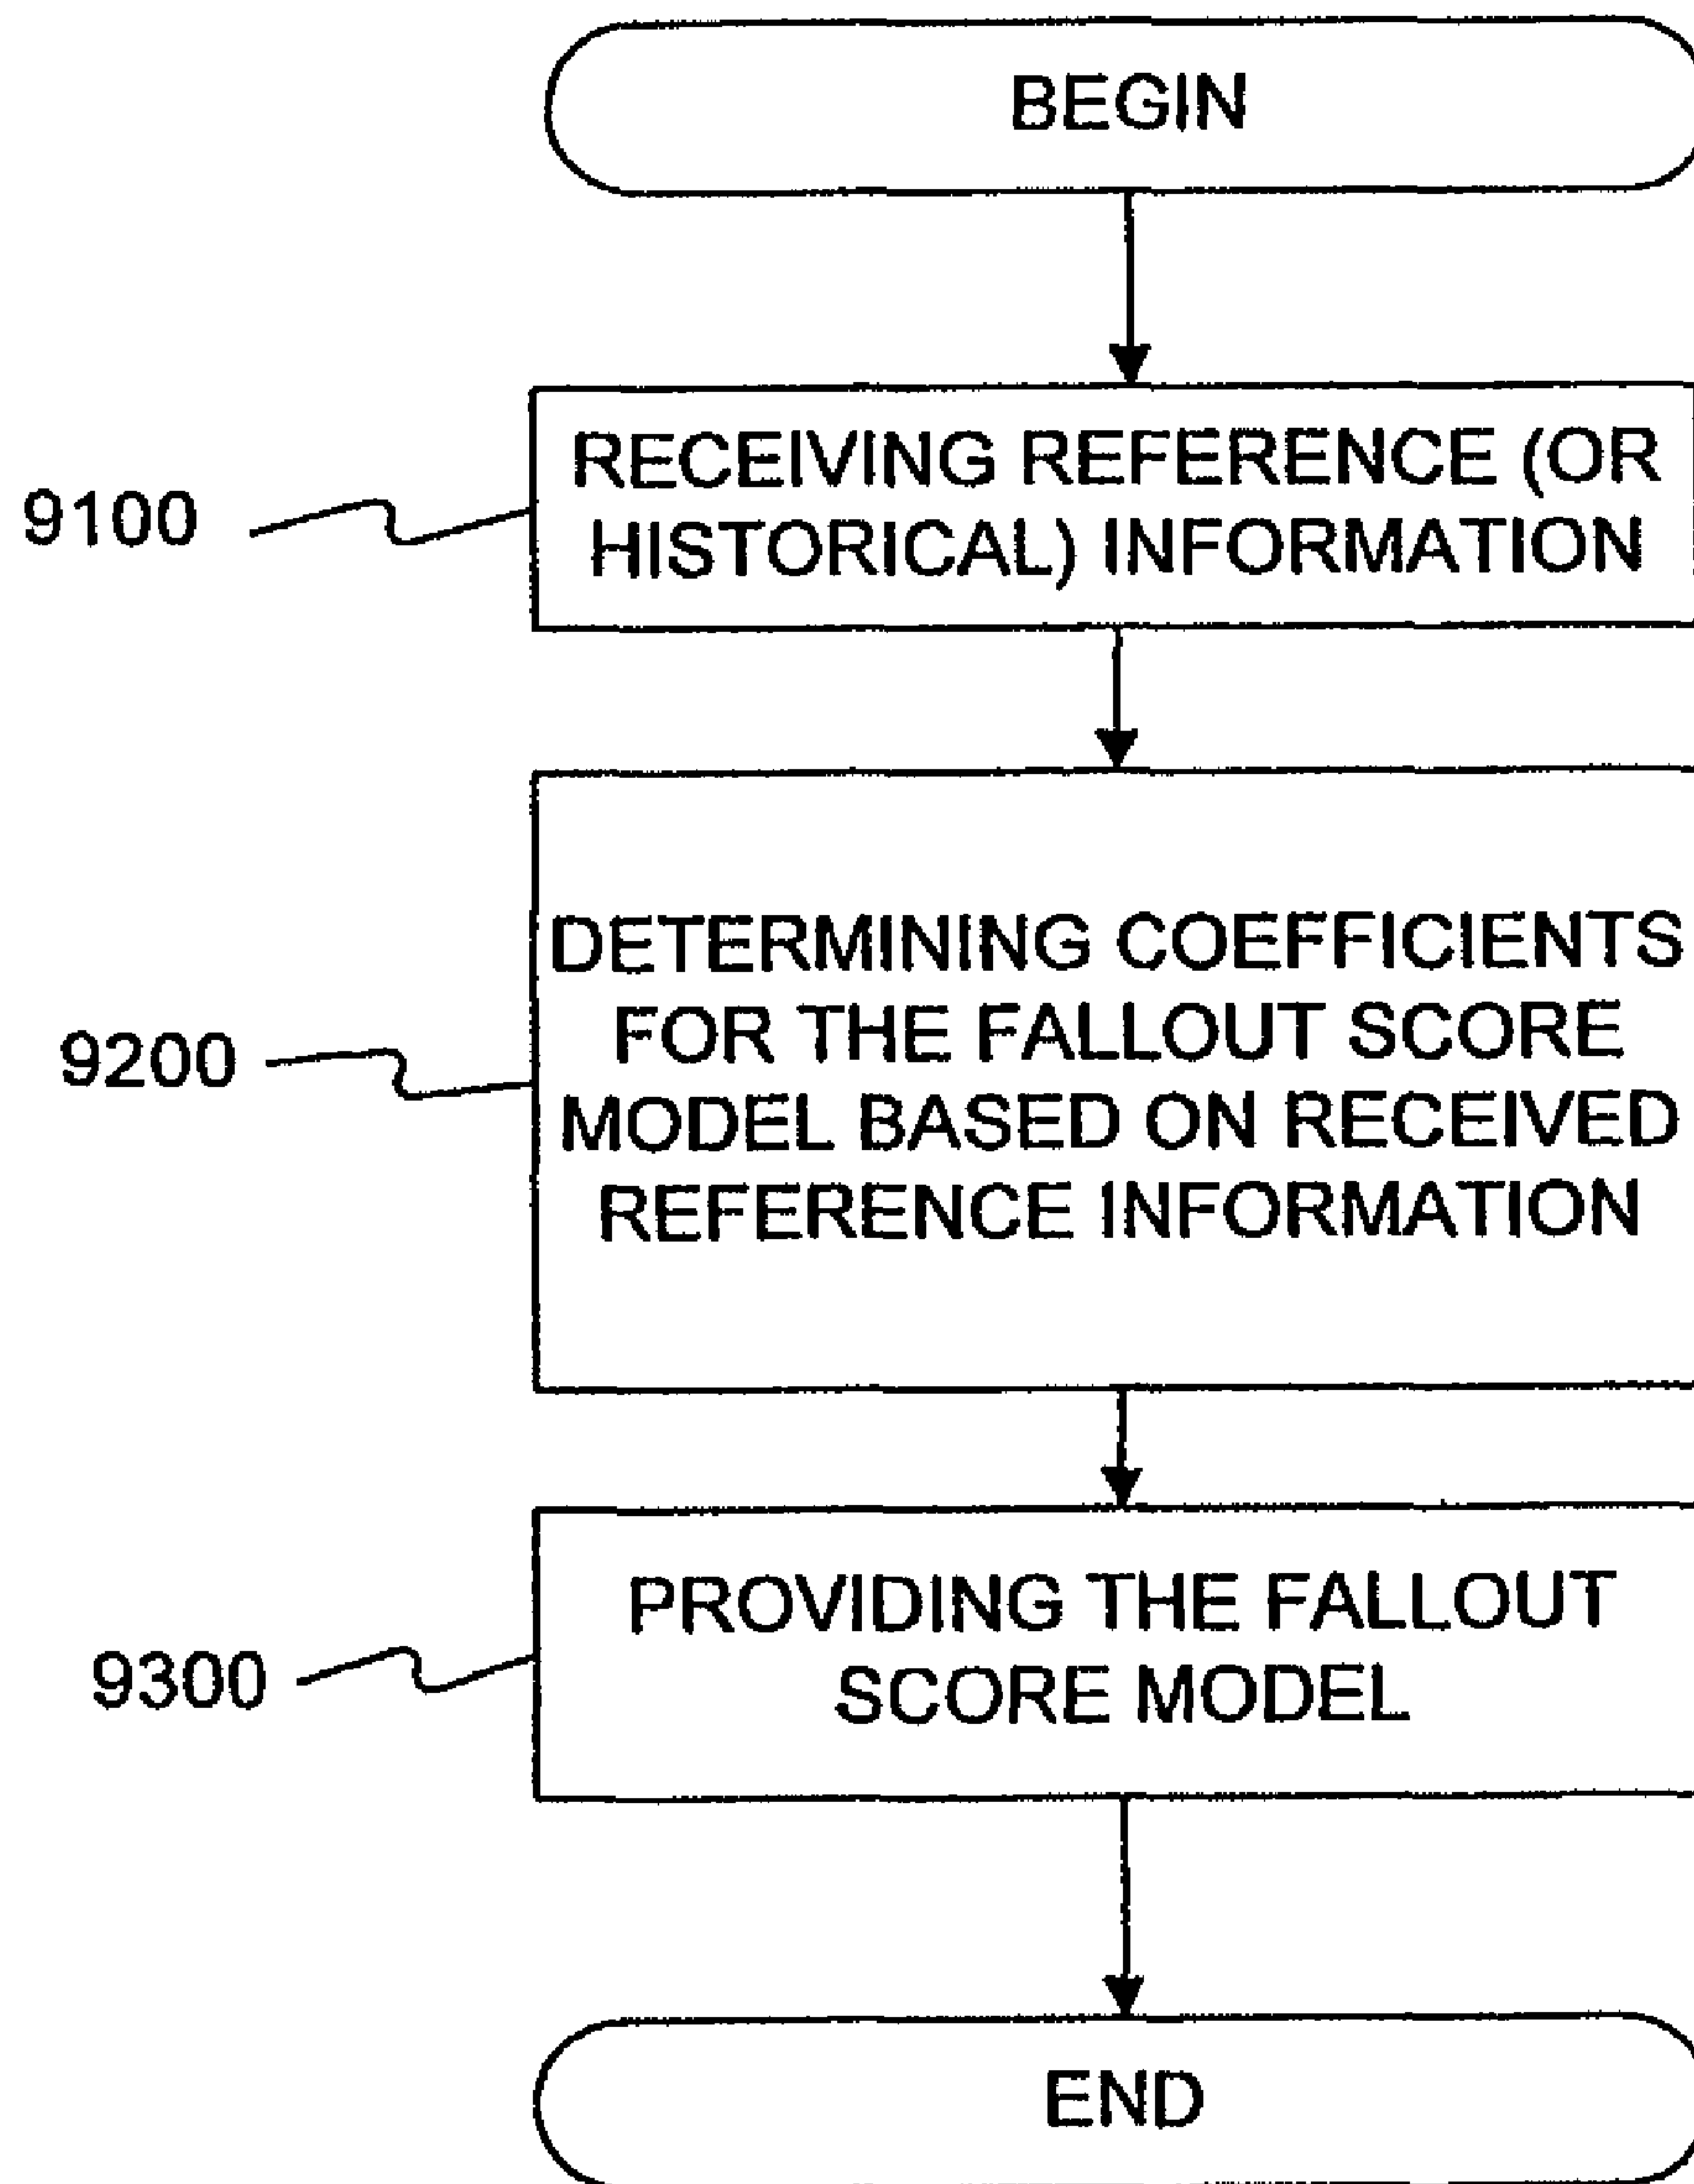 BEGIN
9100
RECEIVING REFERENCE (OR
HISTORICAL) INFORMATION
9200
DETERMINING COEFFICIENTS
FOR THE FALLOUT SCORE
MODEL BASED ON RECEIVED
REFERENCE INFORMATION
9300
PROVIDING THE FALLOUT
SCORE MODEL
END